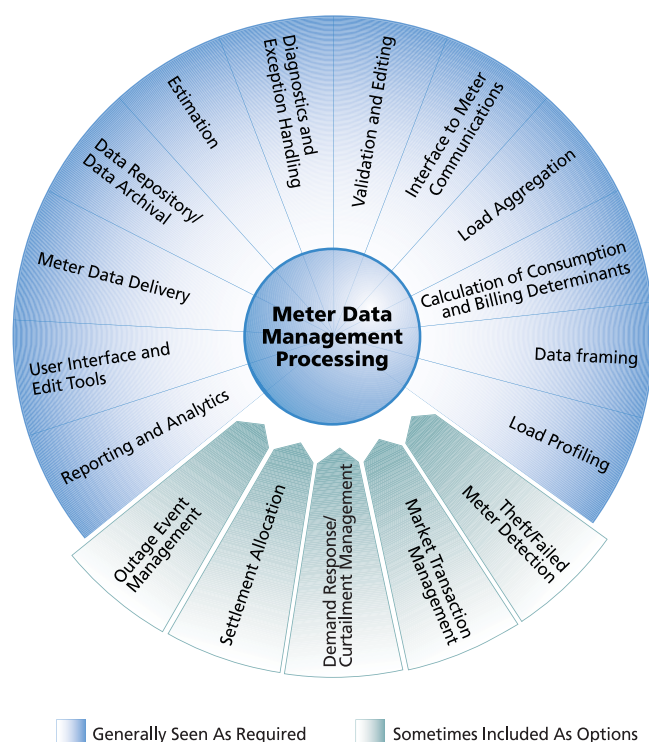 Diagnostics and
Exception Handling
Validation and Editing
Interface to Meter
Communications
Load Aggregation
Calculation of Consumption
and Billing Determinants
Data framing
Load Profiling
Theft/Failed
Meter Detection
Market Transaction
Management
Demand Response/
Curtailment Management
Settlement Allocation
Outage Event
Management
Reporting and Analytics
User Interface and
Edit Tools
Meter Data Delivery
Data Repository/
Data Archival
Estimation
Meter Data
Management
Processing
Generally Seen As Required
Sometimes Included As Options